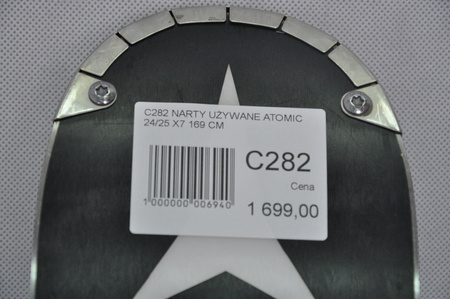 C282 NARTY UŻYWANE ATOMIC
24/25 X7 169 CM
C282
Cena
1 699,00
1000000006940